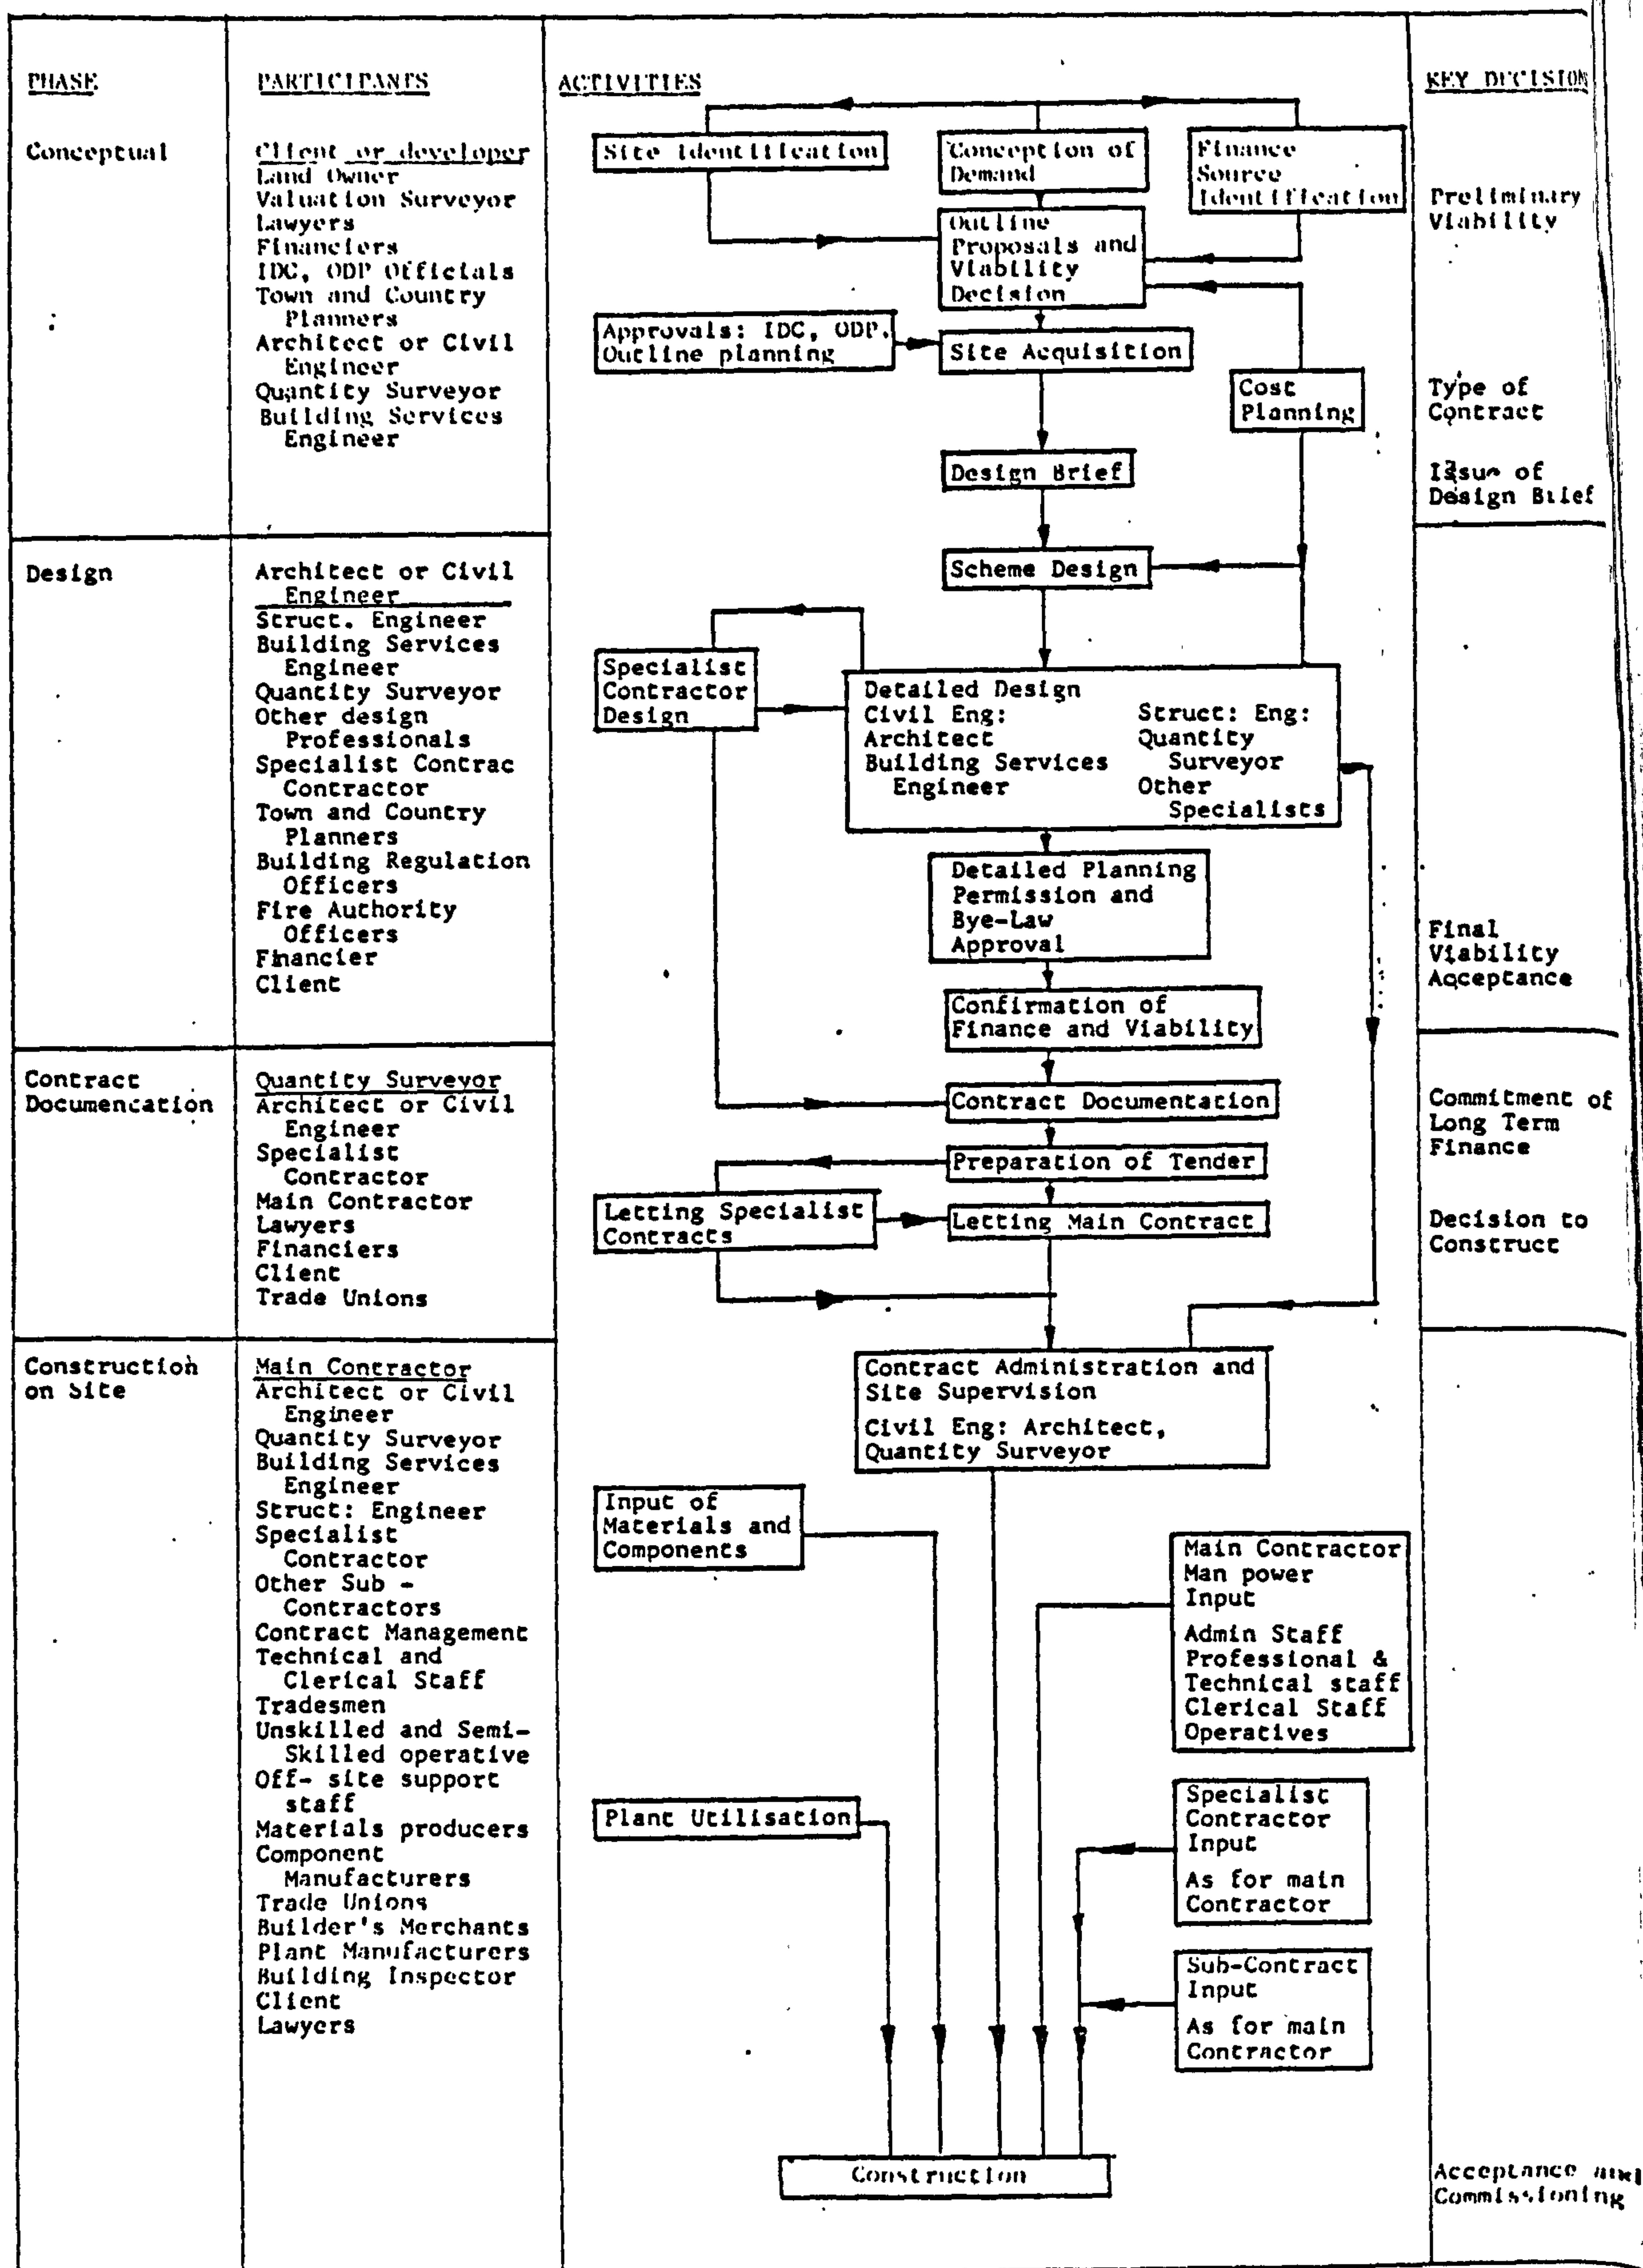 PHASE
PARTICIPANTS
ACTIVITIES
KEY DECISION
Conceptual
Client or developer
Land Owner
Valuation Surveyor
Lawyers
Financiers
IDC, ODP Officials
Town and Country
Planners
Architect or Civil
Engineer
Quantity Surveyor
Building Services
Engineer
Site Identification
Conception of
Demand
Finance
Source
Identification
Outline
Proposals and
Viability
Decision
Approvals: IDC, ODP,
Outline planning
Site Acquisition
Cost
Planning
Design Brief
Preliminary
Viability
Type of
Contract
Issue of
Design Brief
Design
Architect or Civil
Engineer
Struct. Engineer
Building Services
Engineer
Quantity Surveyor
Other design
Professionals
Specialist Contrac
Contractor
Town and Country
Planners
Building Regulation
Officers
Fire Authority
Officers
Financier
Client
Scheme Design
Specialist
Contractor
Design
Detailed Design
Civil Eng:
Architect
Building Services
Engineer
Struct: Eng:
Quantity
Surveyor
Other
Specialists
Detailed Planning
Permission and
Bye-Law
Approval
Confirmation of
Finance and Viability
Final
Viability
Acceptance
Contract
Documentation
Quantity Surveyor
Architect or Civil
Engineer
Specialist
Contractor
Main Contractor
Lawyers
Financiers
Client
Trade Unions
Contract Documentation
Preparation of Tender
Letting Specialist
Contracts
Letting Main Contract
Commitment of
Long Term
Finance
Decision to
Construct
Construction
on Site
Main Contractor
Architect or Civil
Engineer
Quantity Surveyor
Building Services
Engineer
Struct: Engineer
Specialist
Contractor
Other Sub -
Contractors
Contract Management
Technical and
Clerical Staff
Tradesmen
Unskilled and Semi-
Skilled operative
Off- site support
staff
Materials producers
Component
Manufacturers
Trade Unions
Builder's Merchants
Plant Manufacturers
Building Inspector
Client
Lawyers
Contract Administration and
Site Supervision
Civil Eng: Architect,
Quantity Surveyor
Input of
Materials and
Components
Main Contractor
Man power
Input
Admin Staff
Professional &
Technical staff
Clerical Staff
Operatives
Plant Utilisation
Specialist
Contractor
Input
As for main
Contractor
Sub-Contract
Input
As for main
Contractor
Construction
Acceptance and
Commissioning